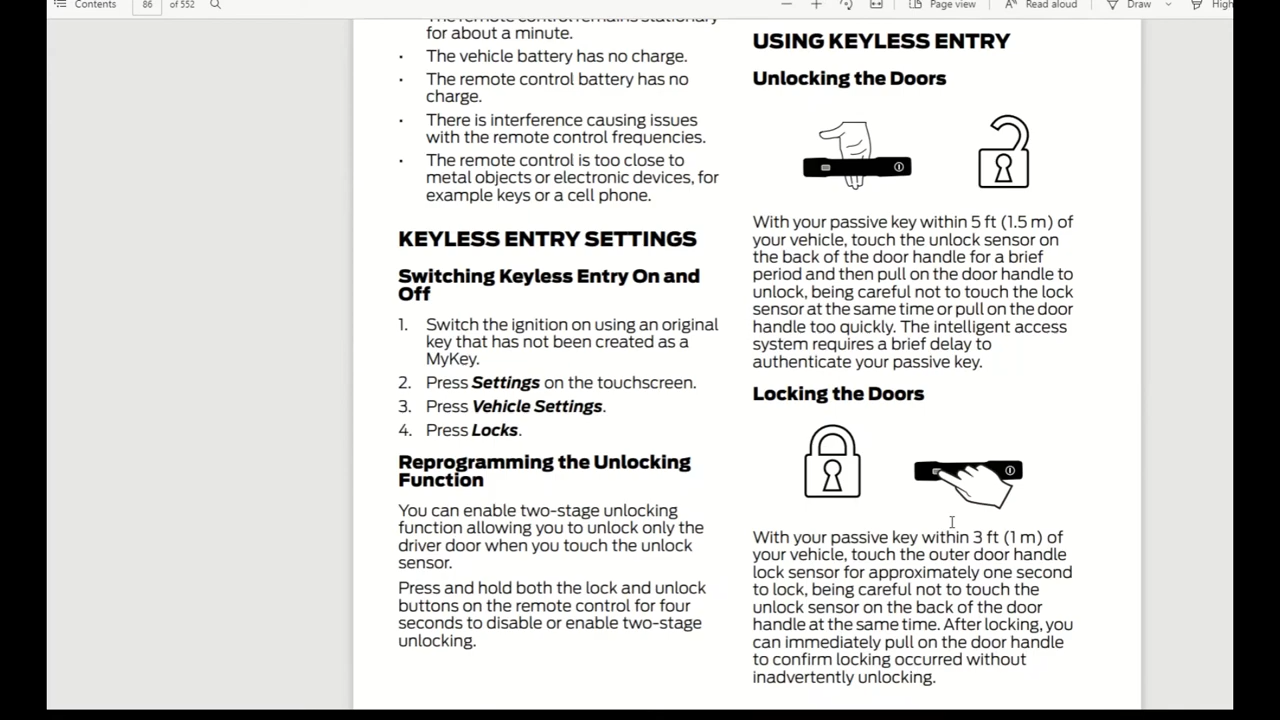 Contents
86
of 552
Page view
Read aloud
Draw
High
The remote control remains stationary
for about a minute.
· The vehicle battery has no charge.
· The remote control battery has no
charge.
· There is interference causing issues
with the remote control frequencies.
· The remote control is too close to
metal objects or electronic devices, for
example keys or a cell phone.
KEYLESS ENTRY SETTINGS
Switching Keyless Entry On and
Off
1. Switch the ignition on using an original
key that has not been created as a
MyKey.
2. Press Settings on the touchscreen.
3. Press Vehicle Settings.
4. Press Locks.
Reprogramming the Unlocking
Function
You can enable two-stage unlocking
function allowing you to unlock only the
driver door when you touch the unlock
sensor.
Press and hold both the lock and unlock
buttons on the remote control for four
seconds to disable or enable two-stage
unlocking.
USING KEYLESS ENTRY
Unlocking the Doors
With your passive key within 5 ft (1.5 m) of
your vehicle, touch the unlock sensor on
the back of the door handle for a brief
period and then pull on the door handle to
unlock, being careful not to touch the lock
sensor at the same time or pull on the door
handle too quickly. The intelligent access
system requires a brief delay to
authenticate your passive key.
Locking the Doors
With your passive key within 3 ft (1 m) of
your vehicle, touch the outer door handle
lock sensor for approximately one second
to lock, being careful not to touch the
unlock sensor on the back of the door
handle at the same time. After locking, you
can immediately pull on the door handle
to confirm locking occurred without
inadvertently unlocking.